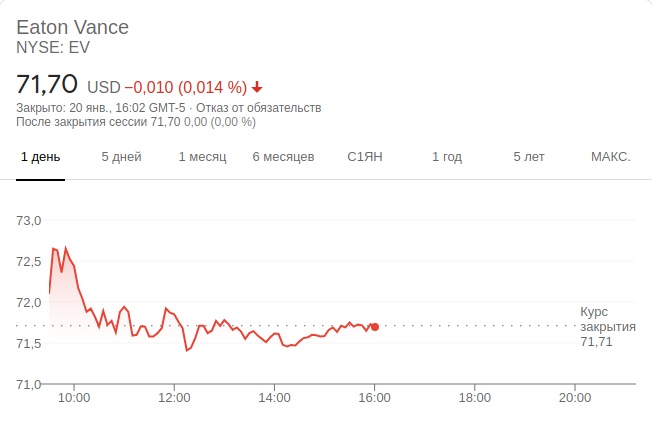 Eaton Vance
NYSE: EV
71,70 USD −0,010 (0,014 %)
Закрыто: 20 янв., 16:02 GMT-5 · Отказ от обязательств
После закрытия сессии 71,70 0,00 (0,00 %)
1 день 5 дней 1 месяц 6 месяцев С1ЯН 1 год 5 лет МАКС.
73,0
72,5
72,0
71,5
71,0
Курс
закрытия
71,71
10:00 12:00 14:00 16:00 18:00 20:00